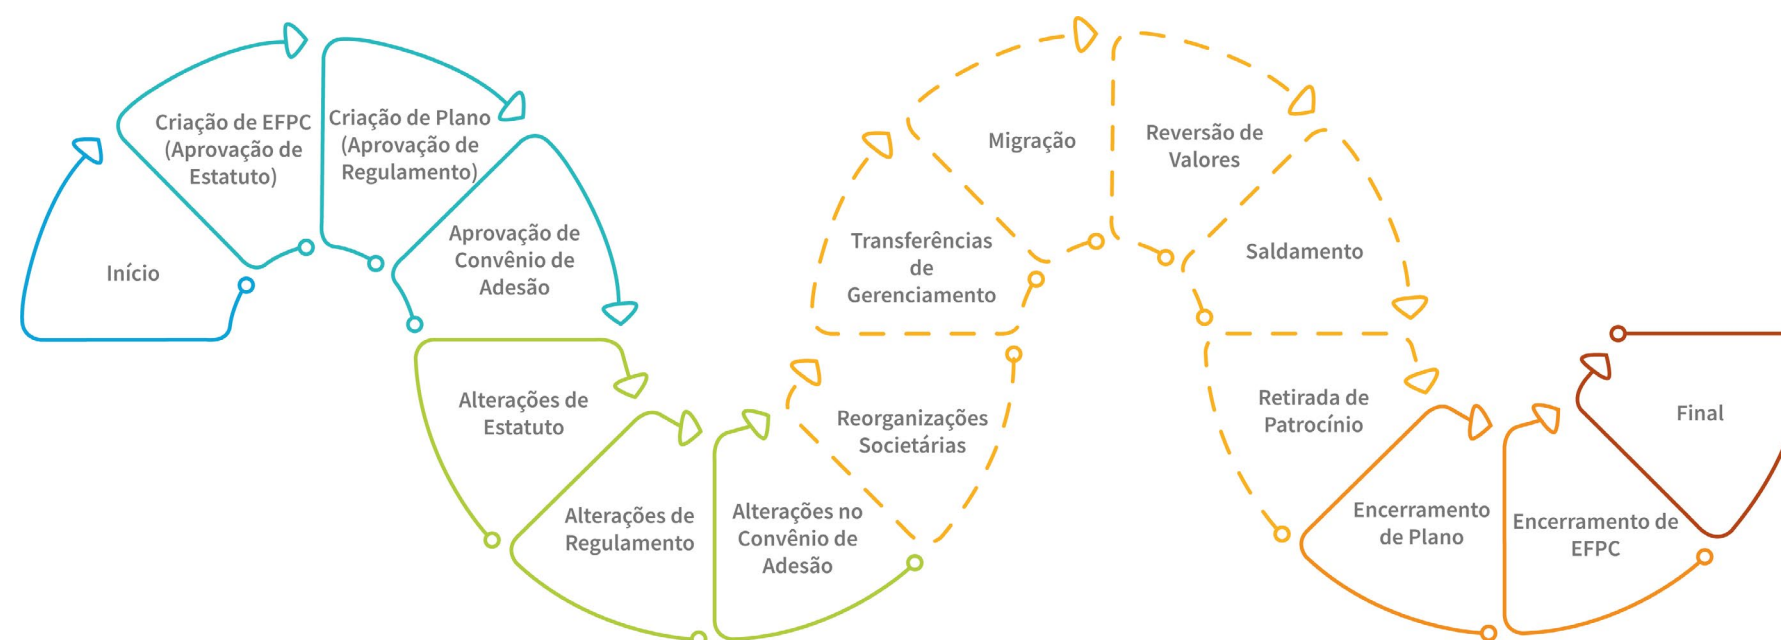 Início
Criação de EFPC
(Aprovação de
Estatuto)
Criação de Plano
(Aprovação de
Regulamento)
Aprovação de
Convênio de
Adesão
Alterações de
Estatuto
Alterações de
Regulamento
Alterações no
Convênio de
Adesão
Reorganizações
Societárias
Transferências
de
Gerenciamento
Migração
Reversão de
Valores
Saldamento
Retirada de
Patrocínio
Encerramento
de Plano
Encerramento de
EFPC
Final